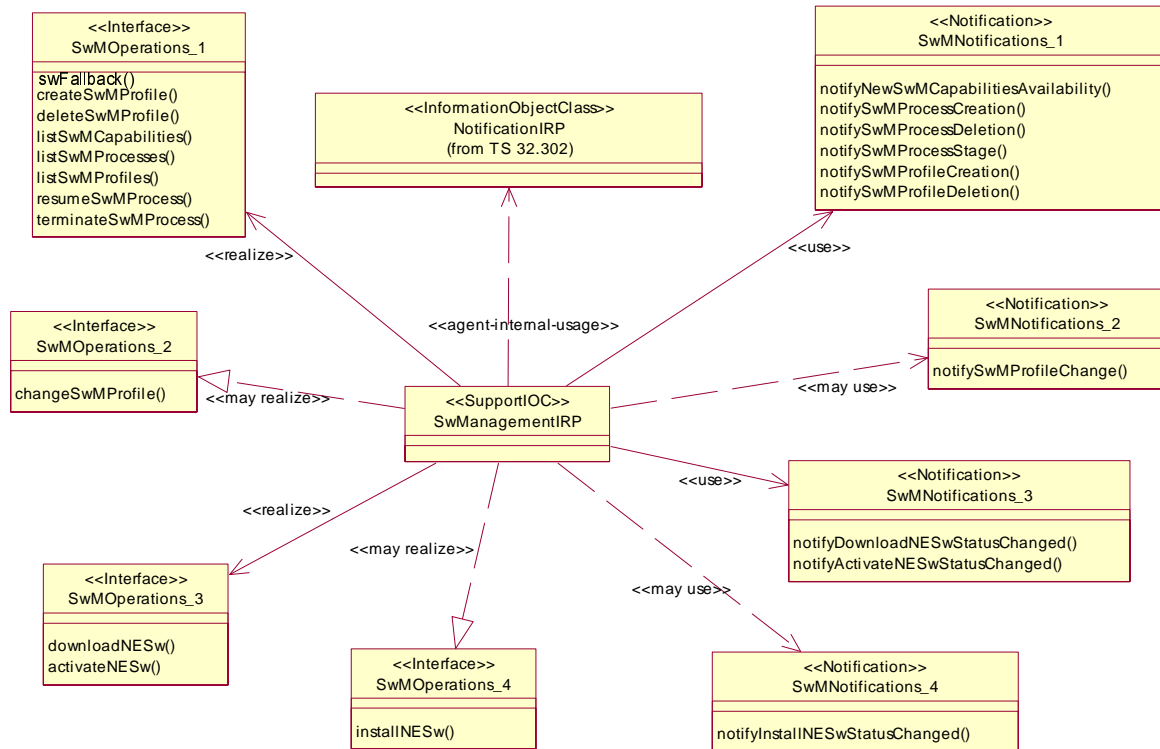 <<Interface>>
SwMOperations_1
swFallback()
createSwMProfile()
deleteSwMProfile()
listSwMCapabilities()
listSwMProcesses()
listSwMProfiles()
resumeSwMProcess()
terminateSwMProcess()
<<InformationObjectClass>>
NotificationIRP
(from TS 32.302)
<<Notification>>
SwMNotifications_1
notifyNewSwMCapabilitiesAvailability()
notifySwMProcessCreation()
notifySwMProcessDeletion()
notifySwMProcessStage()
notifySwMProfileCreation()
notifySwMProfileDeletion()
<<realize>>
<<use>>
<<agent-internal-usage>>
<<Interface>>
SwMOperations_2
changeSwMProfile()
<<may realize>>
<<SupportIOC>>
SwManagementIRP
<<may use>>
<<Notification>>
SwMNotifications_2
notifySwMProfileChange()
<<use>>
<<Notification>>
SwMNotifications_3
notifyDownloadNESwStatusChanged()
notifyActivateNESwStatusChanged()
<<realize>>
<<may realize>>
<<may use>>
<<Interface>>
SwMOperations_3
downloadNESw()
activateNESw()
<<Interface>>
SwMOperations_4
installNESw()
<<Notification>>
SwMNotifications_4
notifyInstallNESwStatusChanged()